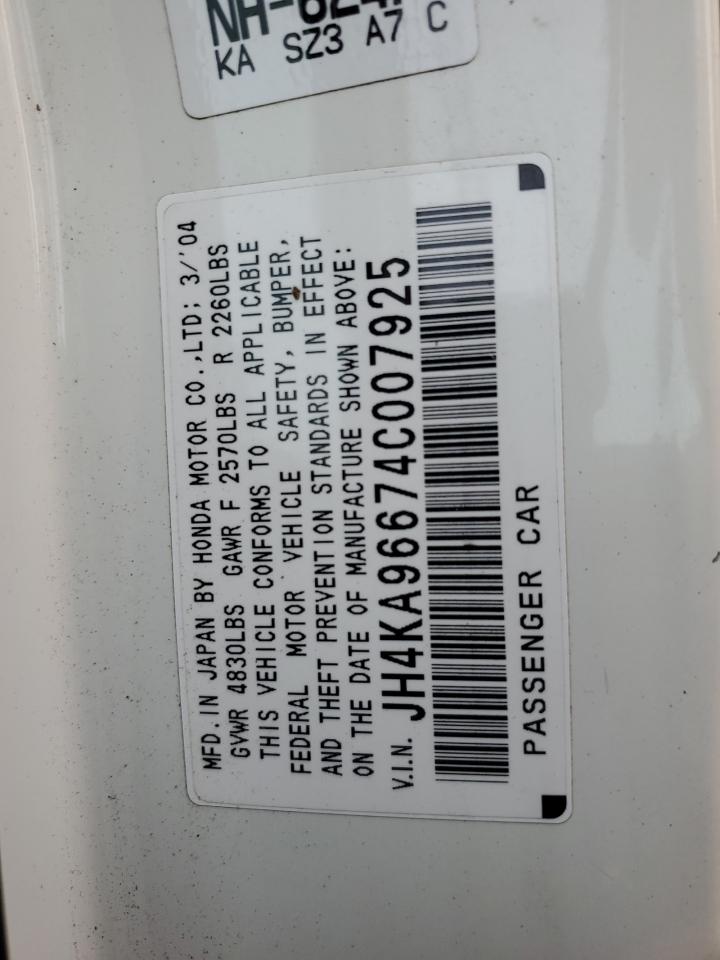 KA SZ3 A7 C
MFD. IN JAPAN BY HONDA MOTOR CO.,LTD; 3/'04
GVWR 4830LBS GAWR F 2570LBS R 2260LBS
THIS VEHICLE CONFORMS TO ALL APPLICABLE
FEDERAL MOTOR VEHICLE SAFETY, BUMPER,
AND THEFT PREVENTION STANDARDS IN EFFECT
ON THE DATE OF MANUFACTURE SHOWN ABOVE:
V.I.N. JH4KA96674C007925
PASSENGER CAR